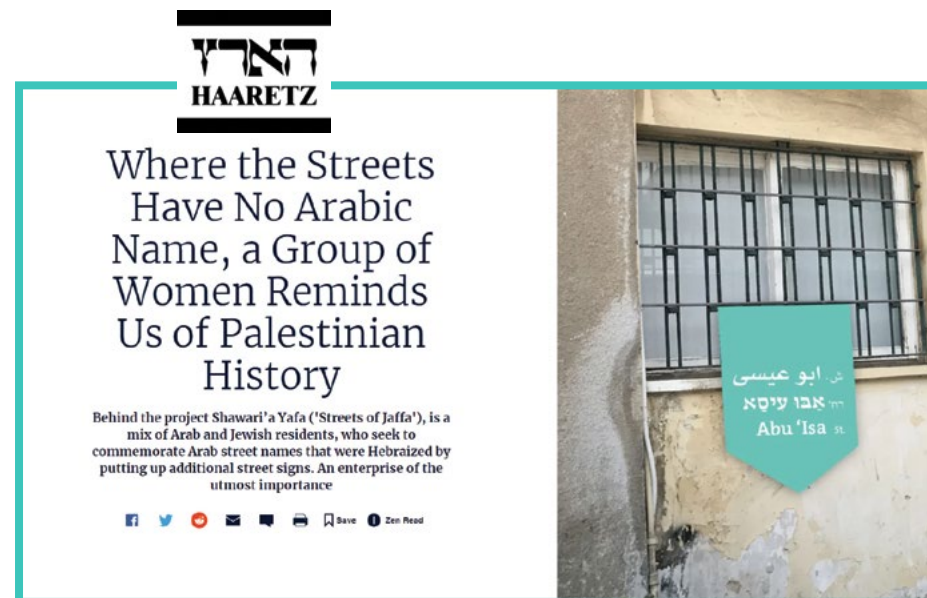 הארץ
HAARETZ
Where the Streets
Have No Arabic
Name, a Group of
Women Reminds
Us of Palestinian
History
Behind the project Shawari'a Yafa ('Streets of Jaffa'), is a
mix of Arab and Jewish residents, who seek to
commemorate Arab street names that were Hebraized by
putting up additional street signs. An enterprise of the
utmost importance
Save
Zen Read
ش. ابو عيسى
רח' אַבּוּ עִיסַא
Abu 'Isa St.